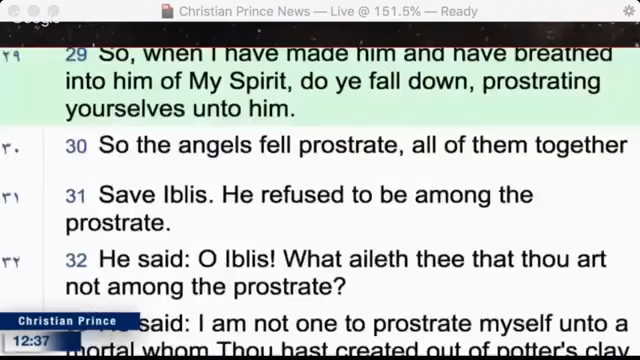 Christian Prince News — Live @ 151.5% — Ready
٢٩ 29 So, when I have made him and have breathed
into him of My Spirit, do ye fall down, prostrating
yourselves unto him.
٣٠ 30 So the angels fell prostrate, all of them together
٣١ 31 Save Iblis. He refused to be among the
prostrate.
٣٢ 32 He said: O Iblis! What aileth thee that thou art
not among the prostrate?
said: I am not one to prostrate myself unto a
mortal whom Thou hast created out of potter's clay
Christian Prince
12:37